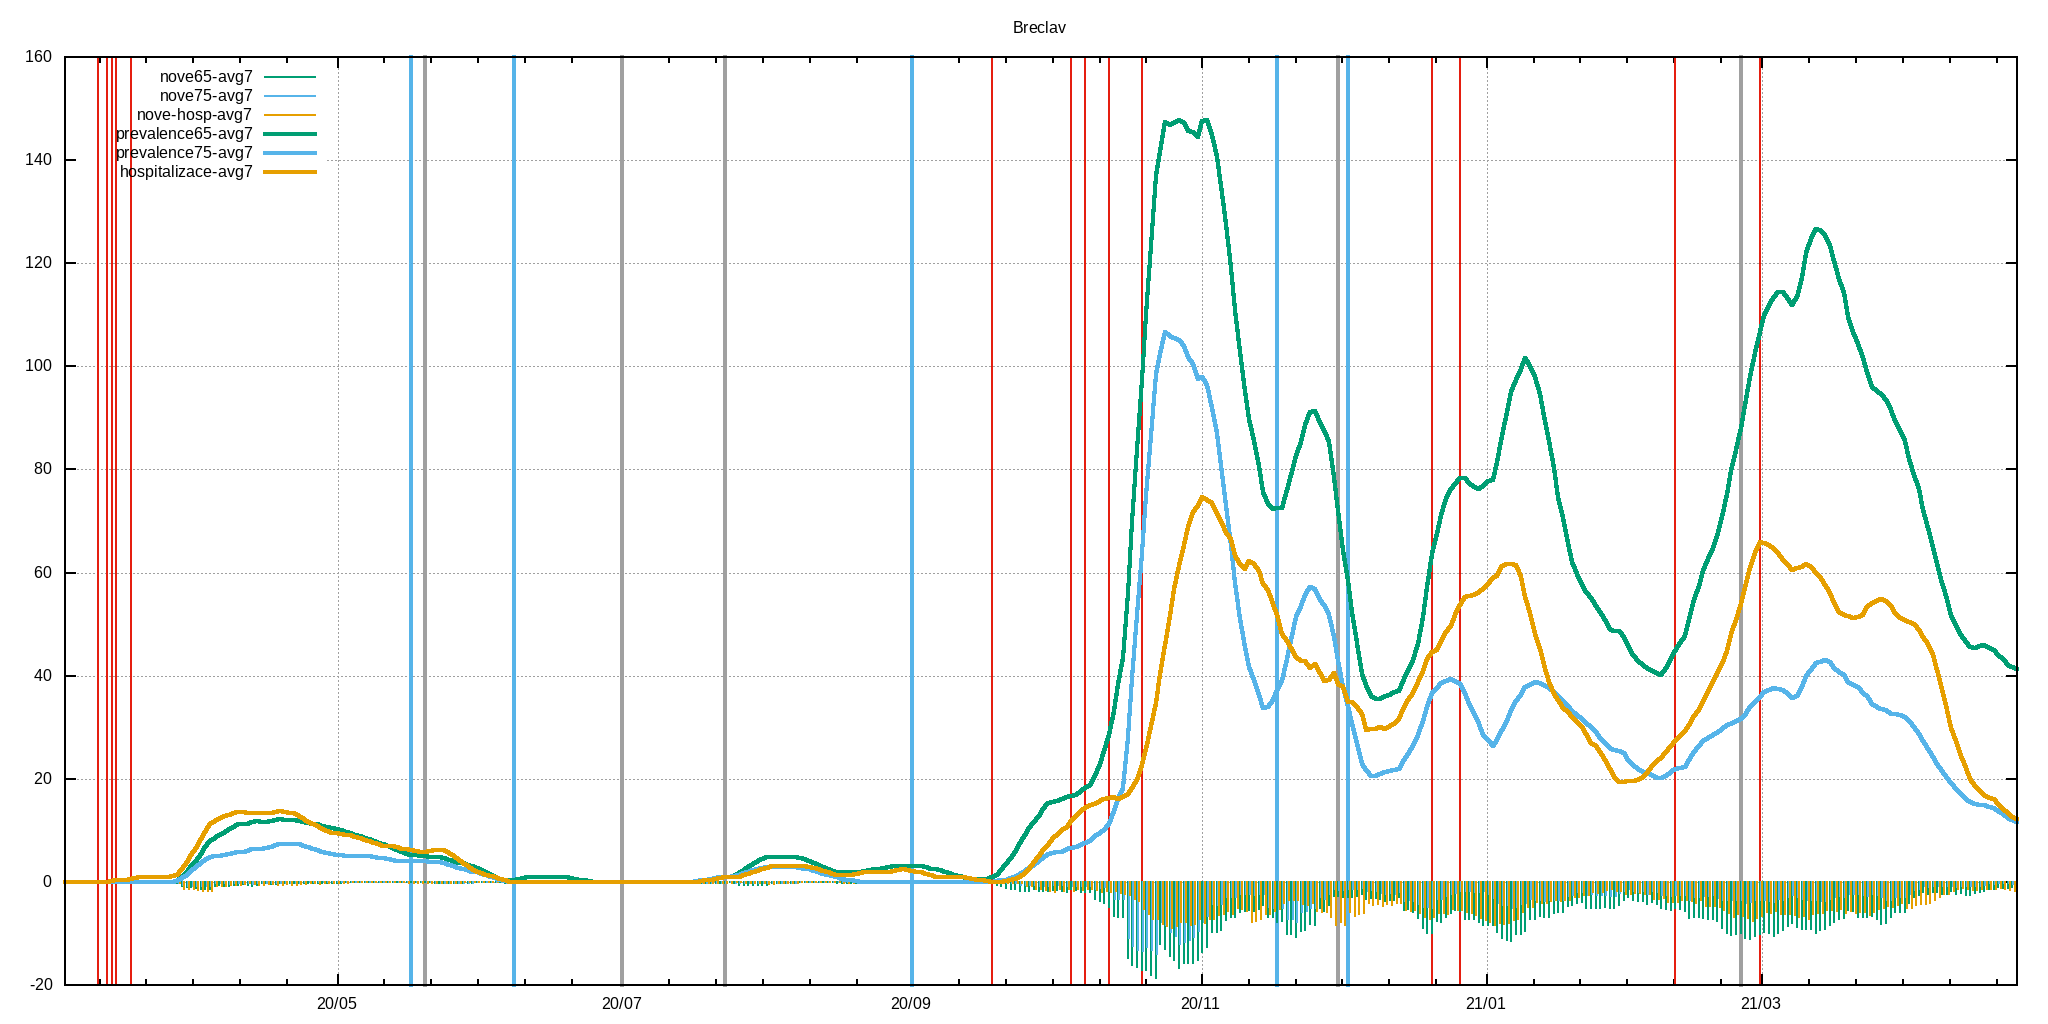 Breclav
nove65-avg7
nove75-avg7
nove-hosp-avg7
prevalence65-avg7
prevalence75-avg7
hospitalizace-avg7
160
140
120
100
80
60
40
20
0
-20
20/05 20/07 20/09 20/11 21/01 21/03